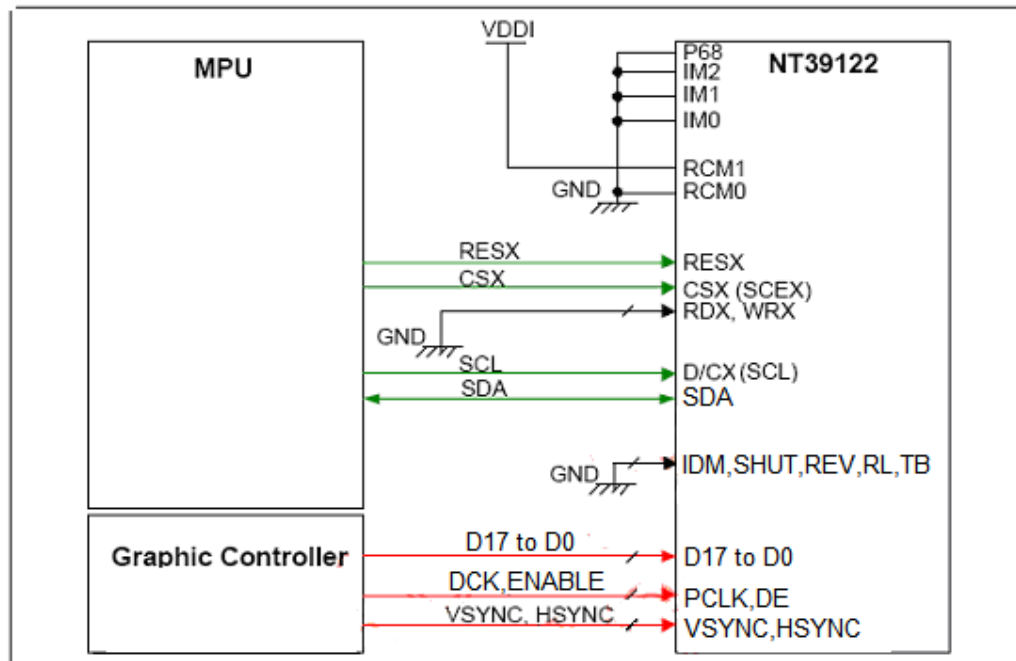 VDDI
MPU
NT39122
P68
IM2
IM1
IM0
RCM1
GND
RCM0
RESX
RESX
CSX
CSX (SCEX)
RDX, WRX
GND
SCL
D/CX (SCL)
SDA
SDA
IDM,SHUT,REV,RL,TB
GND
Graphic Controller
D17 to D0
D17 to D0
DCK,ENABLE
PCLK,DE
VSYNC, HSYNC
VSYNC,HSYNC